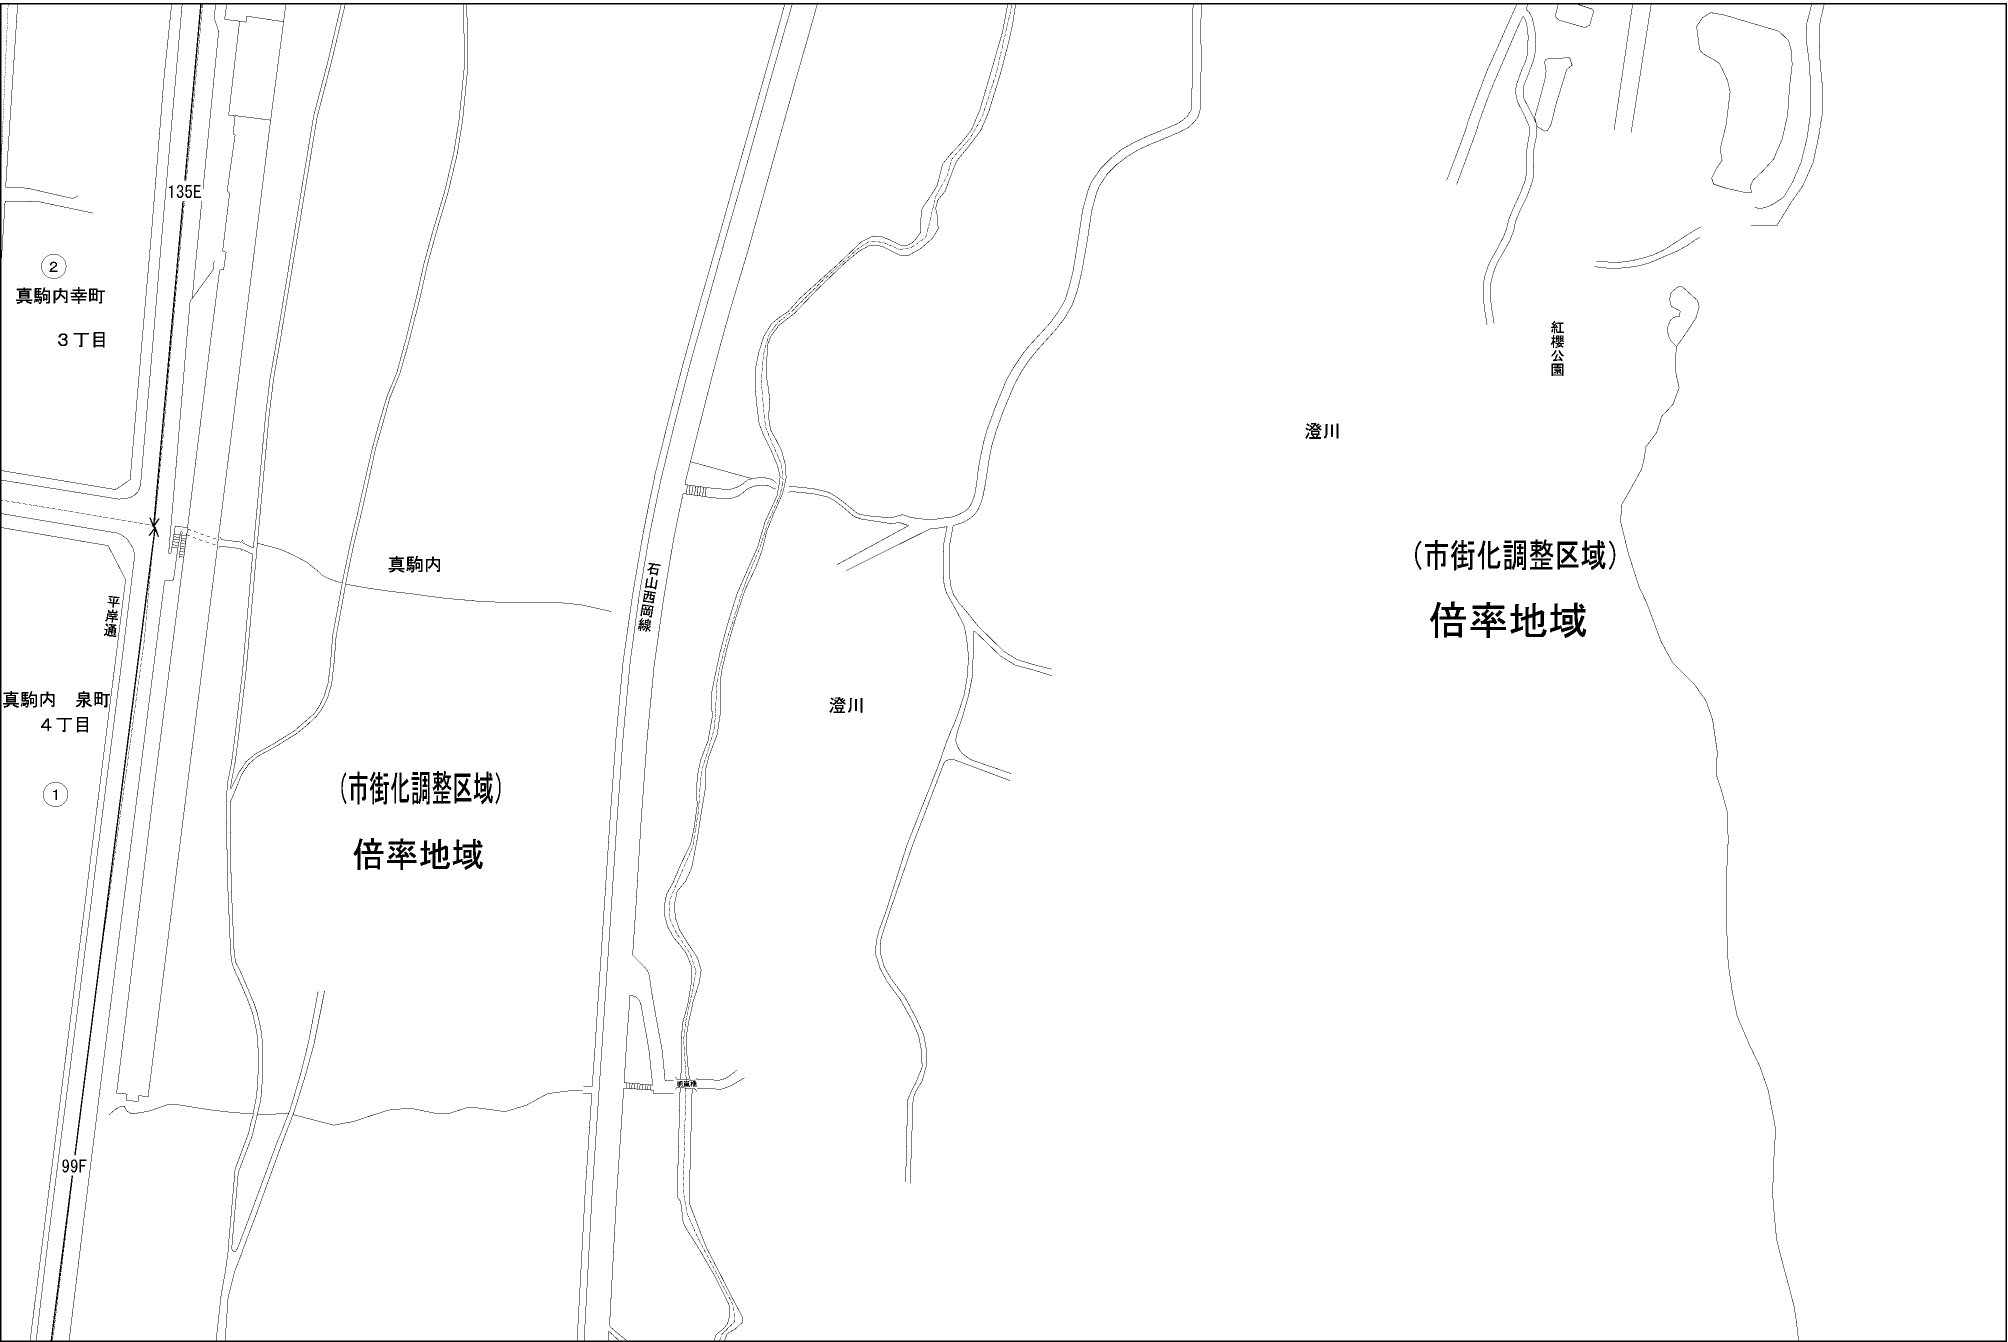 135E
2
真駒内幸町
３丁目
紅櫻公園
澄川
(市街化調整区域)
倍率地域
真駒内
石山西岡線
平岸通
真駒内　泉町
４丁目
澄川
1
(市街化調整区域)
倍率地域
99F